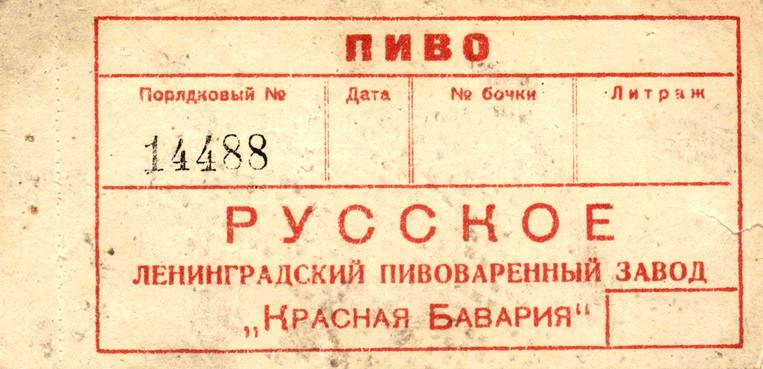 ПИВО
Порядковый № Дата № бочки Литраж
14488
РУССКОЕ
ЛЕНИНГРАДСКИЙ ПИВОВАРЕННЫЙ ЗАВОД
„КРАСНАЯ БАВАРИЯ“